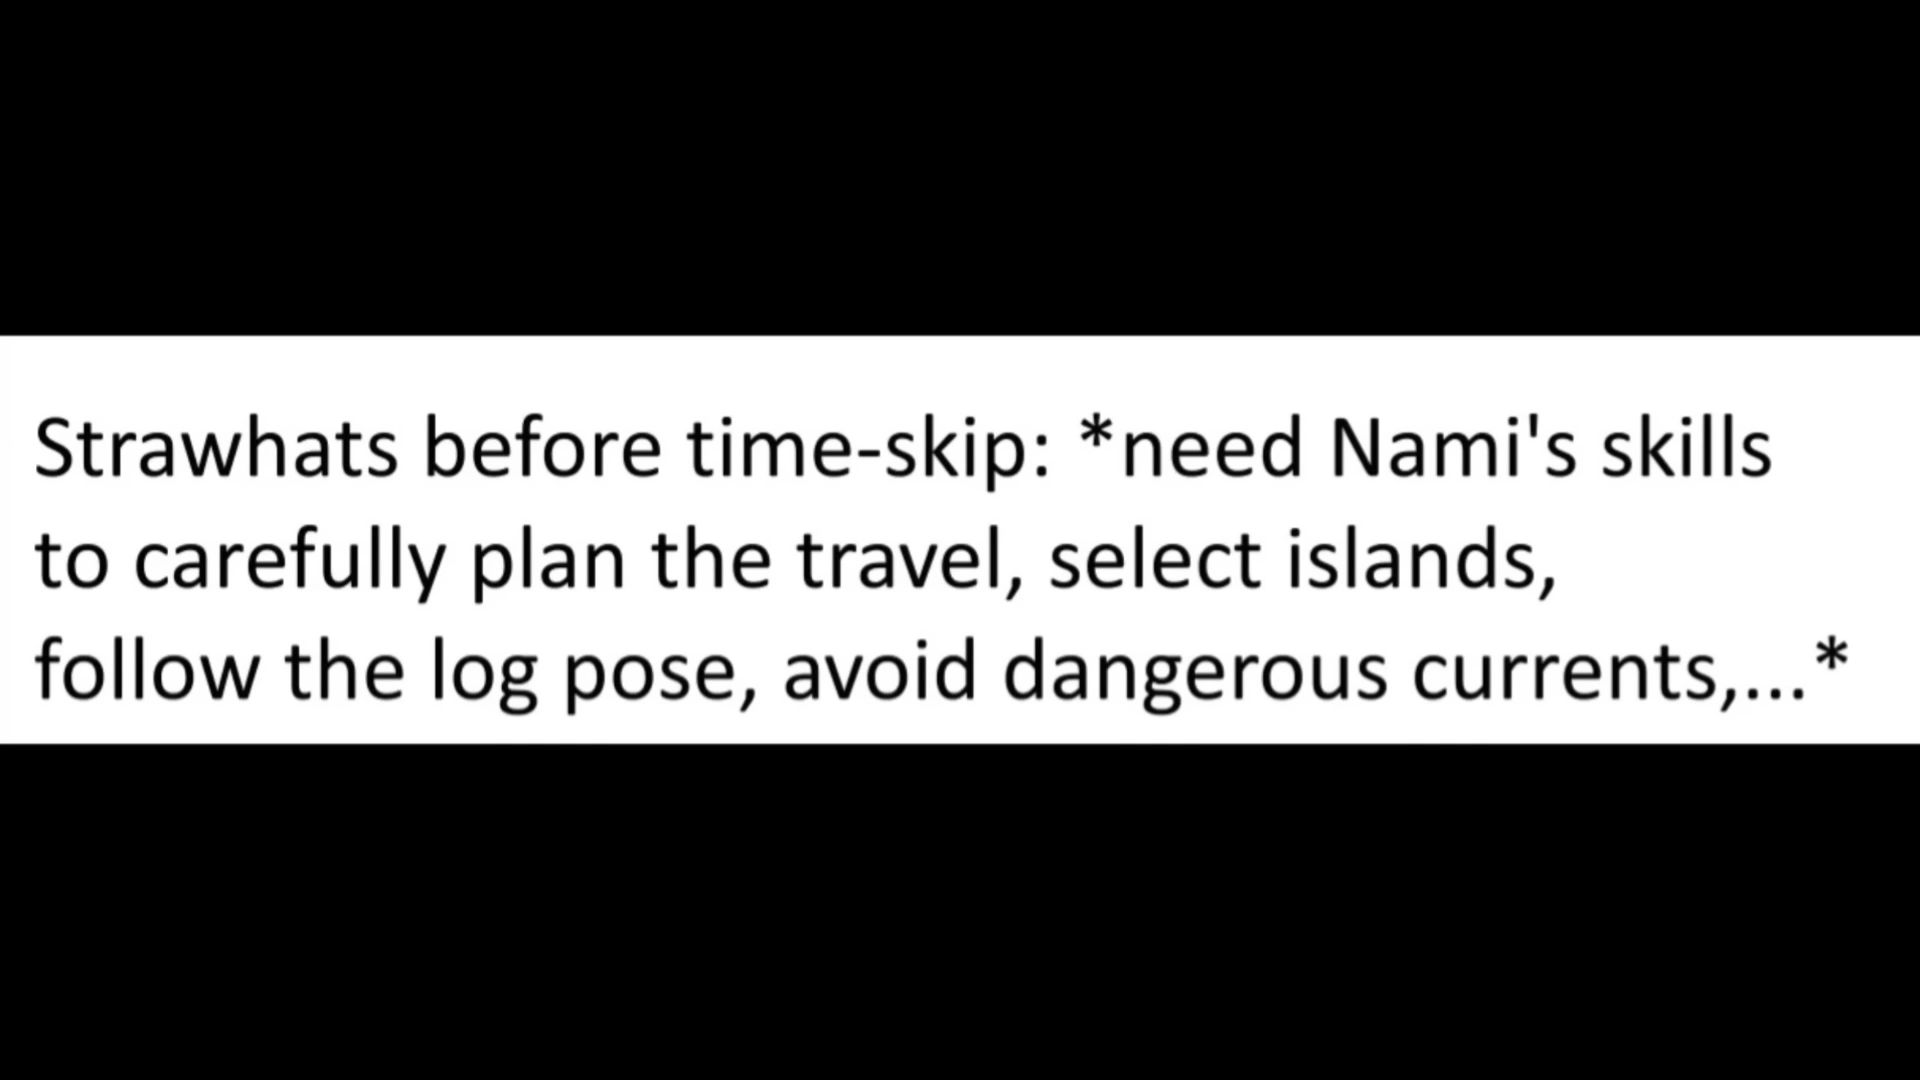 Strawhats before time-skip: *need Nami's skills
to carefully plan the travel, select islands,
follow the log pose, avoid dangerous currents,...*